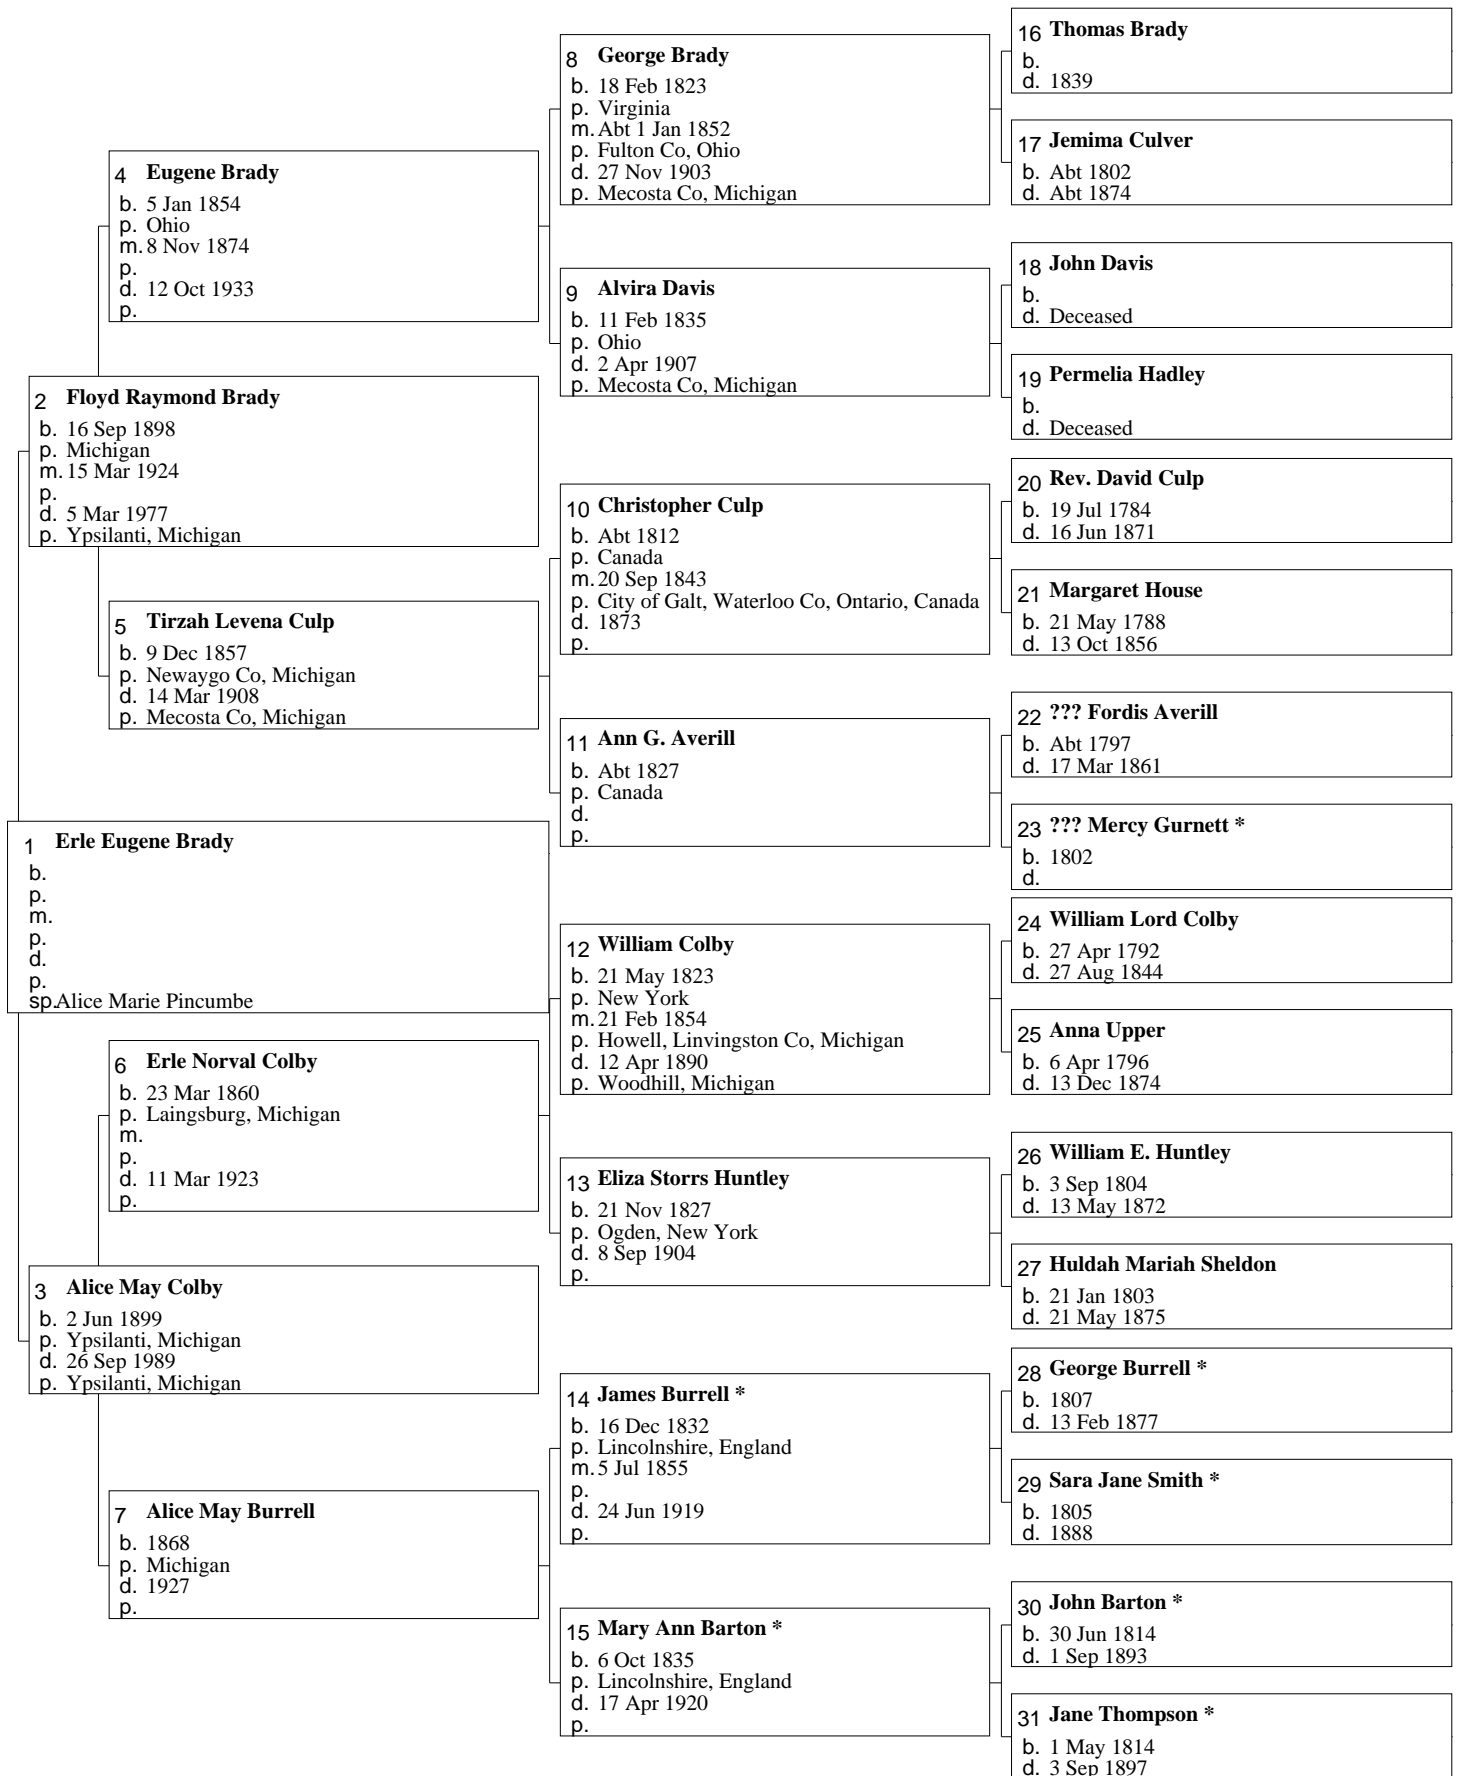 1 Erle Eugene Brady
b.
p.
m.
p.
d.
p.
sp.Alice Marie Pincumbe
2 Floyd Raymond Brady
b. 16 Sep 1898
p. Michigan
m. 15 Mar 1924
p.
d. 5 Mar 1977
p. Ypsilanti, Michigan
3 Alice May Colby
b. 2 Jun 1899
p. Ypsilanti, Michigan
d. 26 Sep 1989
p. Ypsilanti, Michigan
4 Eugene Brady
b. 5 Jan 1854
p. Ohio
m. 8 Nov 1874
p.
d. 12 Oct 1933
p.
5 Tirzah Levena Culp
b. 9 Dec 1857
p. Newaygo Co, Michigan
d. 14 Mar 1908
p. Mecosta Co, Michigan
6 Erle Norval Colby
b. 23 Mar 1860
p. Laingsburg, Michigan
m.
p.
d. 11 Mar 1923
p.
7 Alice May Burrell
b. 1868
p. Michigan
d. 1927
p.
8 George Brady
b. 18 Feb 1823
p. Virginia
m. Abt 1 Jan 1852
p. Fulton Co, Ohio
d. 27 Nov 1903
p. Mecosta Co, Michigan
9 Alvira Davis
b. 11 Feb 1835
p. Ohio
d. 2 Apr 1907
p. Mecosta Co, Michigan
10 Christopher Culp
b. Abt 1812
p. Canada
m. 20 Sep 1843
p. City of Galt, Waterloo Co, Ontario, Canada
d. 1873
p.
11 Ann G. Averill
b. Abt 1827
p. Canada
d.
p.
12 William Colby
b. 21 May 1823
p. New York
m. 21 Feb 1854
p. Howell, Linvingston Co, Michigan
d. 12 Apr 1890
p. Woodhill, Michigan
13 Eliza Storrs Huntley
b. 21 Nov 1827
p. Ogden, New York
d. 8 Sep 1904
p.
14 James Burrell *
b. 16 Dec 1832
p. Lincolnshire, England
m. 5 Jul 1855
p.
d. 24 Jun 1919
p.
15 Mary Ann Barton *
b. 6 Oct 1835
p. Lincolnshire, England
d. 17 Apr 1920
p.
16 Thomas Brady
b.
d. 1839
17 Jemima Culver
b. Abt 1802
d. Abt 1874
18 John Davis
b.
d. Deceased
19 Permelia Hadley
b.
d. Deceased
20 Rev. David Culp
b. 19 Jul 1784
d. 16 Jun 1871
21 Margaret House
b. 21 May 1788
d. 13 Oct 1856
22 ??? Fordis Averill
b. Abt 1797
d. 17 Mar 1861
23 ??? Mercy Gurnett *
b. 1802
d.
24 William Lord Colby
b. 27 Apr 1792
d. 27 Aug 1844
25 Anna Upper
b. 6 Apr 1796
d. 13 Dec 1874
26 William E. Huntley
b. 3 Sep 1804
d. 13 May 1872
27 Huldah Mariah Sheldon
b. 21 Jan 1803
d. 21 May 1875
28 George Burrell *
b. 1807
d. 13 Feb 1877
29 Sara Jane Smith *
b. 1805
d. 1888
30 John Barton *
b. 30 Jun 1814
d. 1 Sep 1893
31 Jane Thompson *
b. 1 May 1814
d. 3 Sep 1897